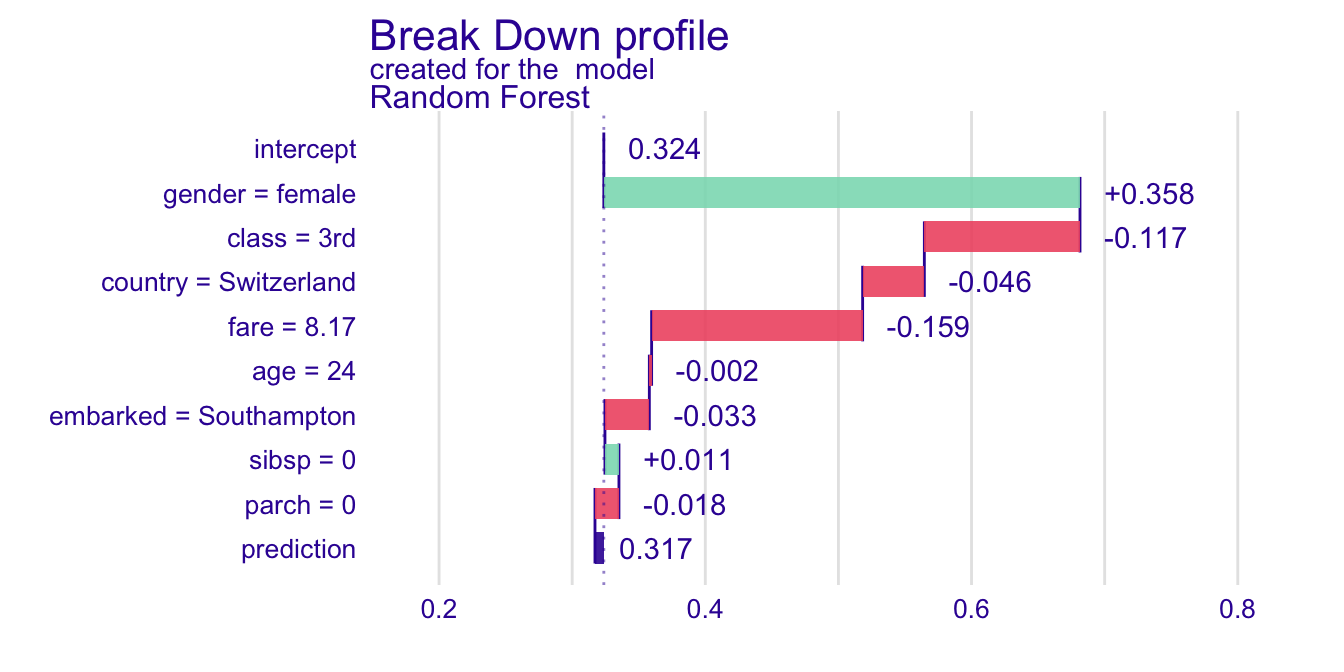 Break Down profile
created for the  model
Random Forest
intercept 0.324
gender = female +0.358
class = 3rd -0.117
country = Switzerland -0.046
fare = 8.17 -0.159
age = 24 -0.002
embarked = Southampton -0.033
sibsp = 0 +0.011
parch = 0 -0.018
prediction 0.317
0.2 0.4 0.6 0.8